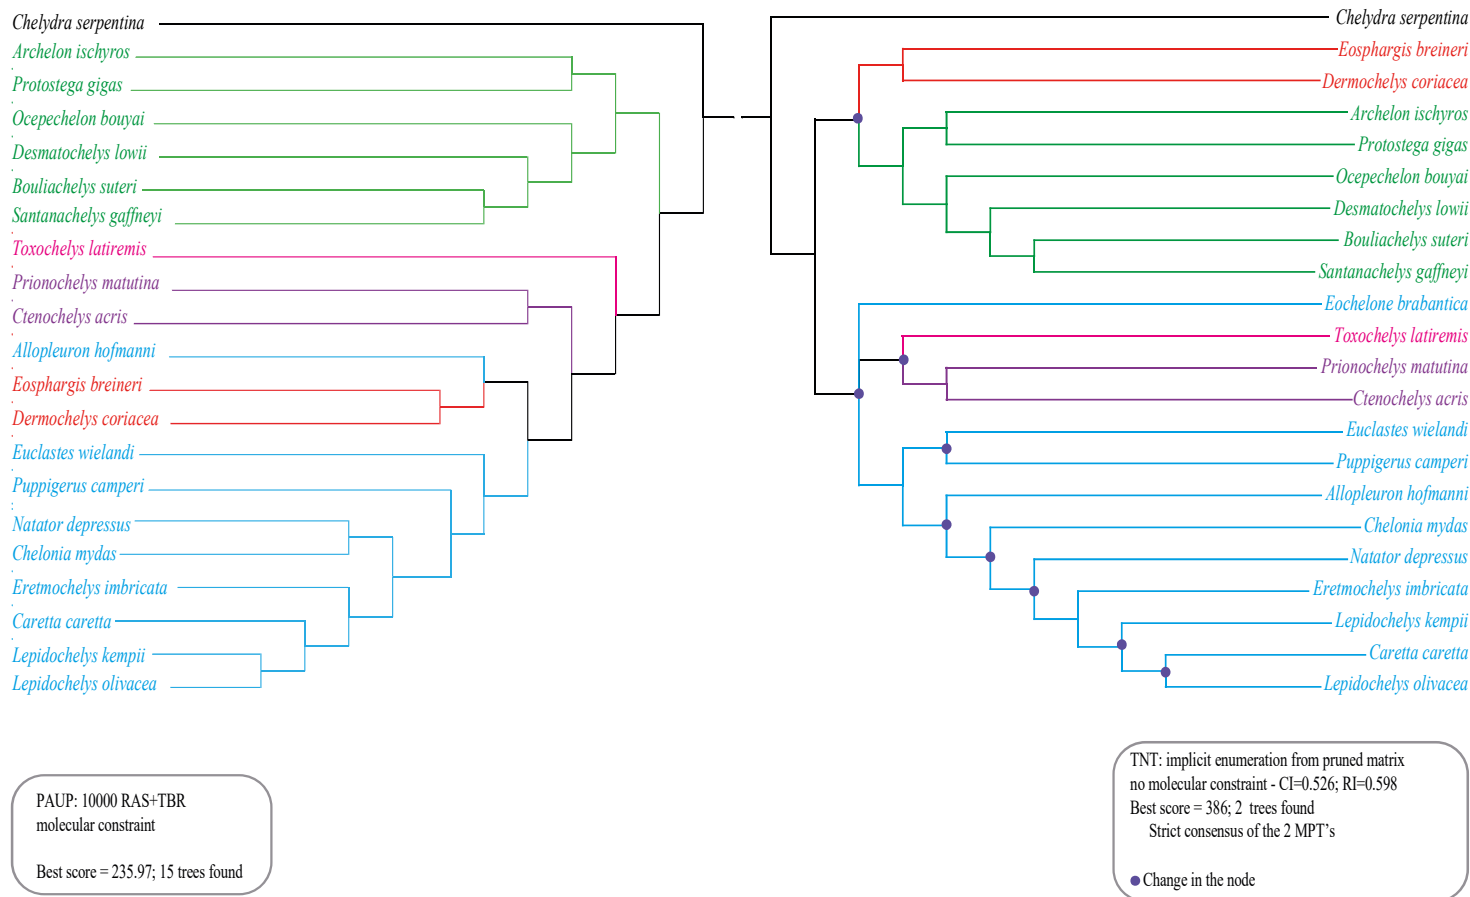 Chelydra serpentina
Archelon ischyros
Protostega gigas
Ocepechelon bouyai
Desmatochelys lowii
Bouliachelys suteri
Santanachelys gaffneyi
Toxochelys latiremis
Prionochelys matutina
Ctenochelys acris
Allopleuron hofmanni
Eosphargis breineri
Dermochelys coriacea
Euclastes wielandi
Puppigerus camperi
Natator depressus
Chelonia mydas
Eretmochelys imbricata
Caretta caretta
Lepidochelys kempii
Lepidochelys olivacea
PAUP: 10000 RAS+TBR
molecular constraint
Best score = 235.97; 15 trees found
Chelydra serpentina
Eosphargis breineri
Dermochelys coriacea
Archelon ischyros
Protostega gigas
Ocepechelon bouyai
Desmatochelys lowii
Bouliachelys suteri
Santanachelys gaffneyi
Eochelone brabantica
Toxochelys latiremis
Prionochelys matutina
Ctenochelys acris
Euclastes wielandi
Puppigerus camperi
Allopleuron hofmanni
Chelonia mydas
Natator depressus
Eretmochelys imbricata
Lepidochelys kempii
Caretta caretta
Lepidochelys olivacea
TNT: implicit enumeration from pruned matrix
no molecular constraint - CI=0.526; RI=0.598
Best score = 386; 2 trees found
Strict consensus of the 2 MPT's
Change in the node